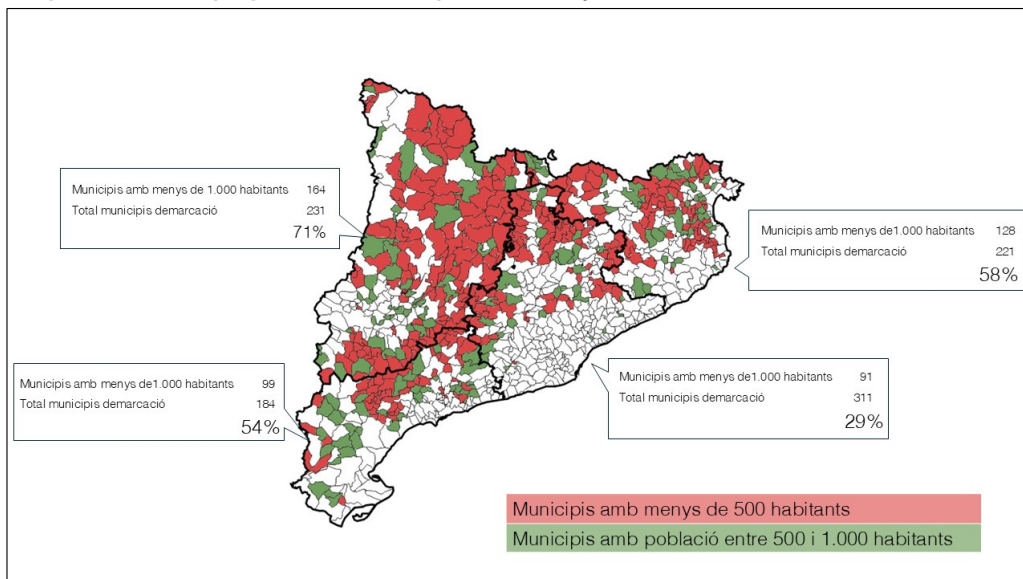 Municipis amb menys de 1.000 habitants 164
Total municipis demarcació 231
71%
Municipis amb menys de1.000 habitants 128
Total municipis demarcació 221
58%
Municipis amb menys de1.000 habitants 99
Total municipis demarcació 184
54%
Municipis amb menys de1.000 habitants 91
Total municipis demarcació 311
29%
Municipis amb menys de 500 habitants
Municipis amb població entre 500 i 1.000 habitants